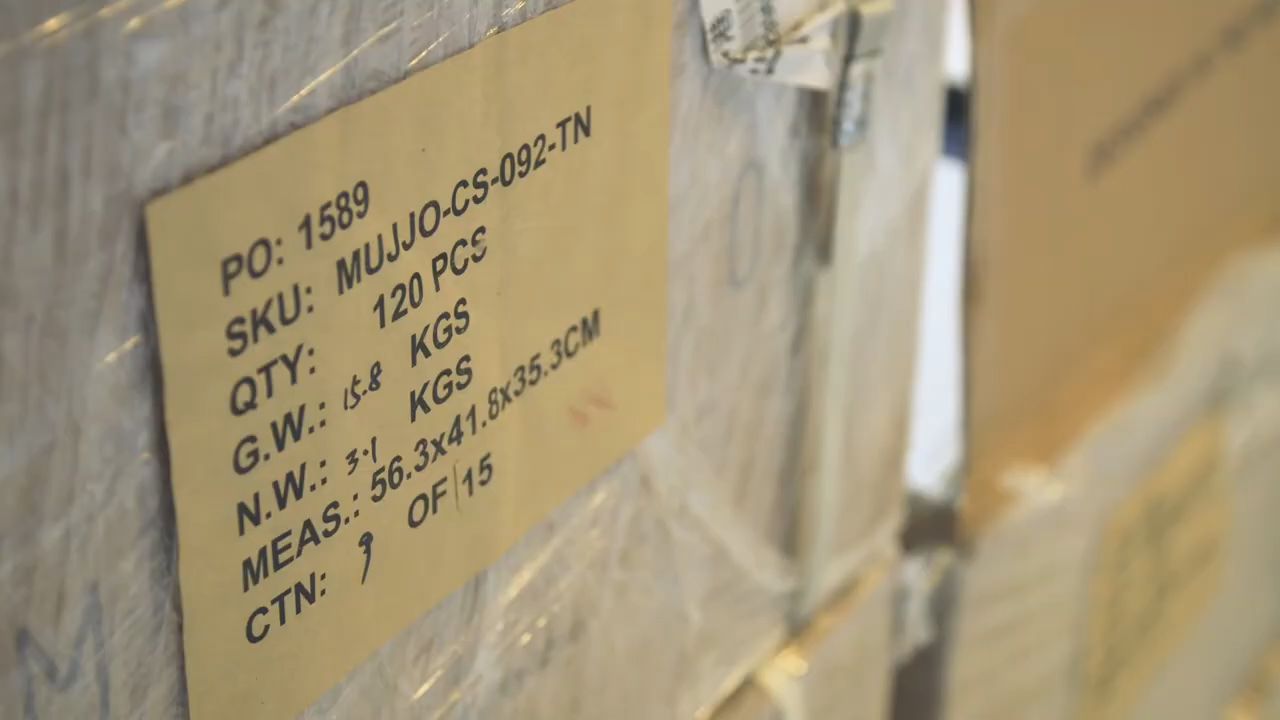 PO: 1589
SKU: MUJJO-CS-092-TN
QTY: 120 PCS
G.W.: 15.8 KGS
N.W.: 3.1 KGS
MEAS.: 56.3x41.8x35.3CM
CTN: 9 OF 15
M